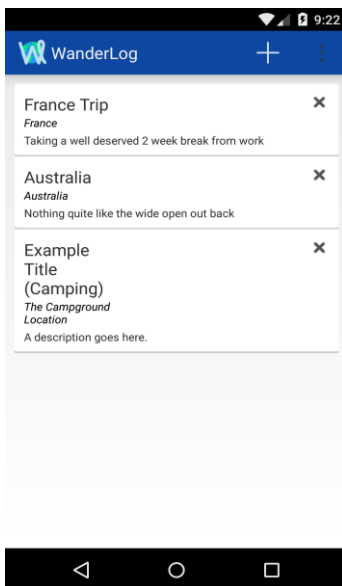 9:22
WanderLog
France Trip
France
Taking a well deserved 2 week break from work
Australia
Australia
Nothing quite like the wide open out back
Example
Title
(Camping)
The Campground
Location
A description goes here.